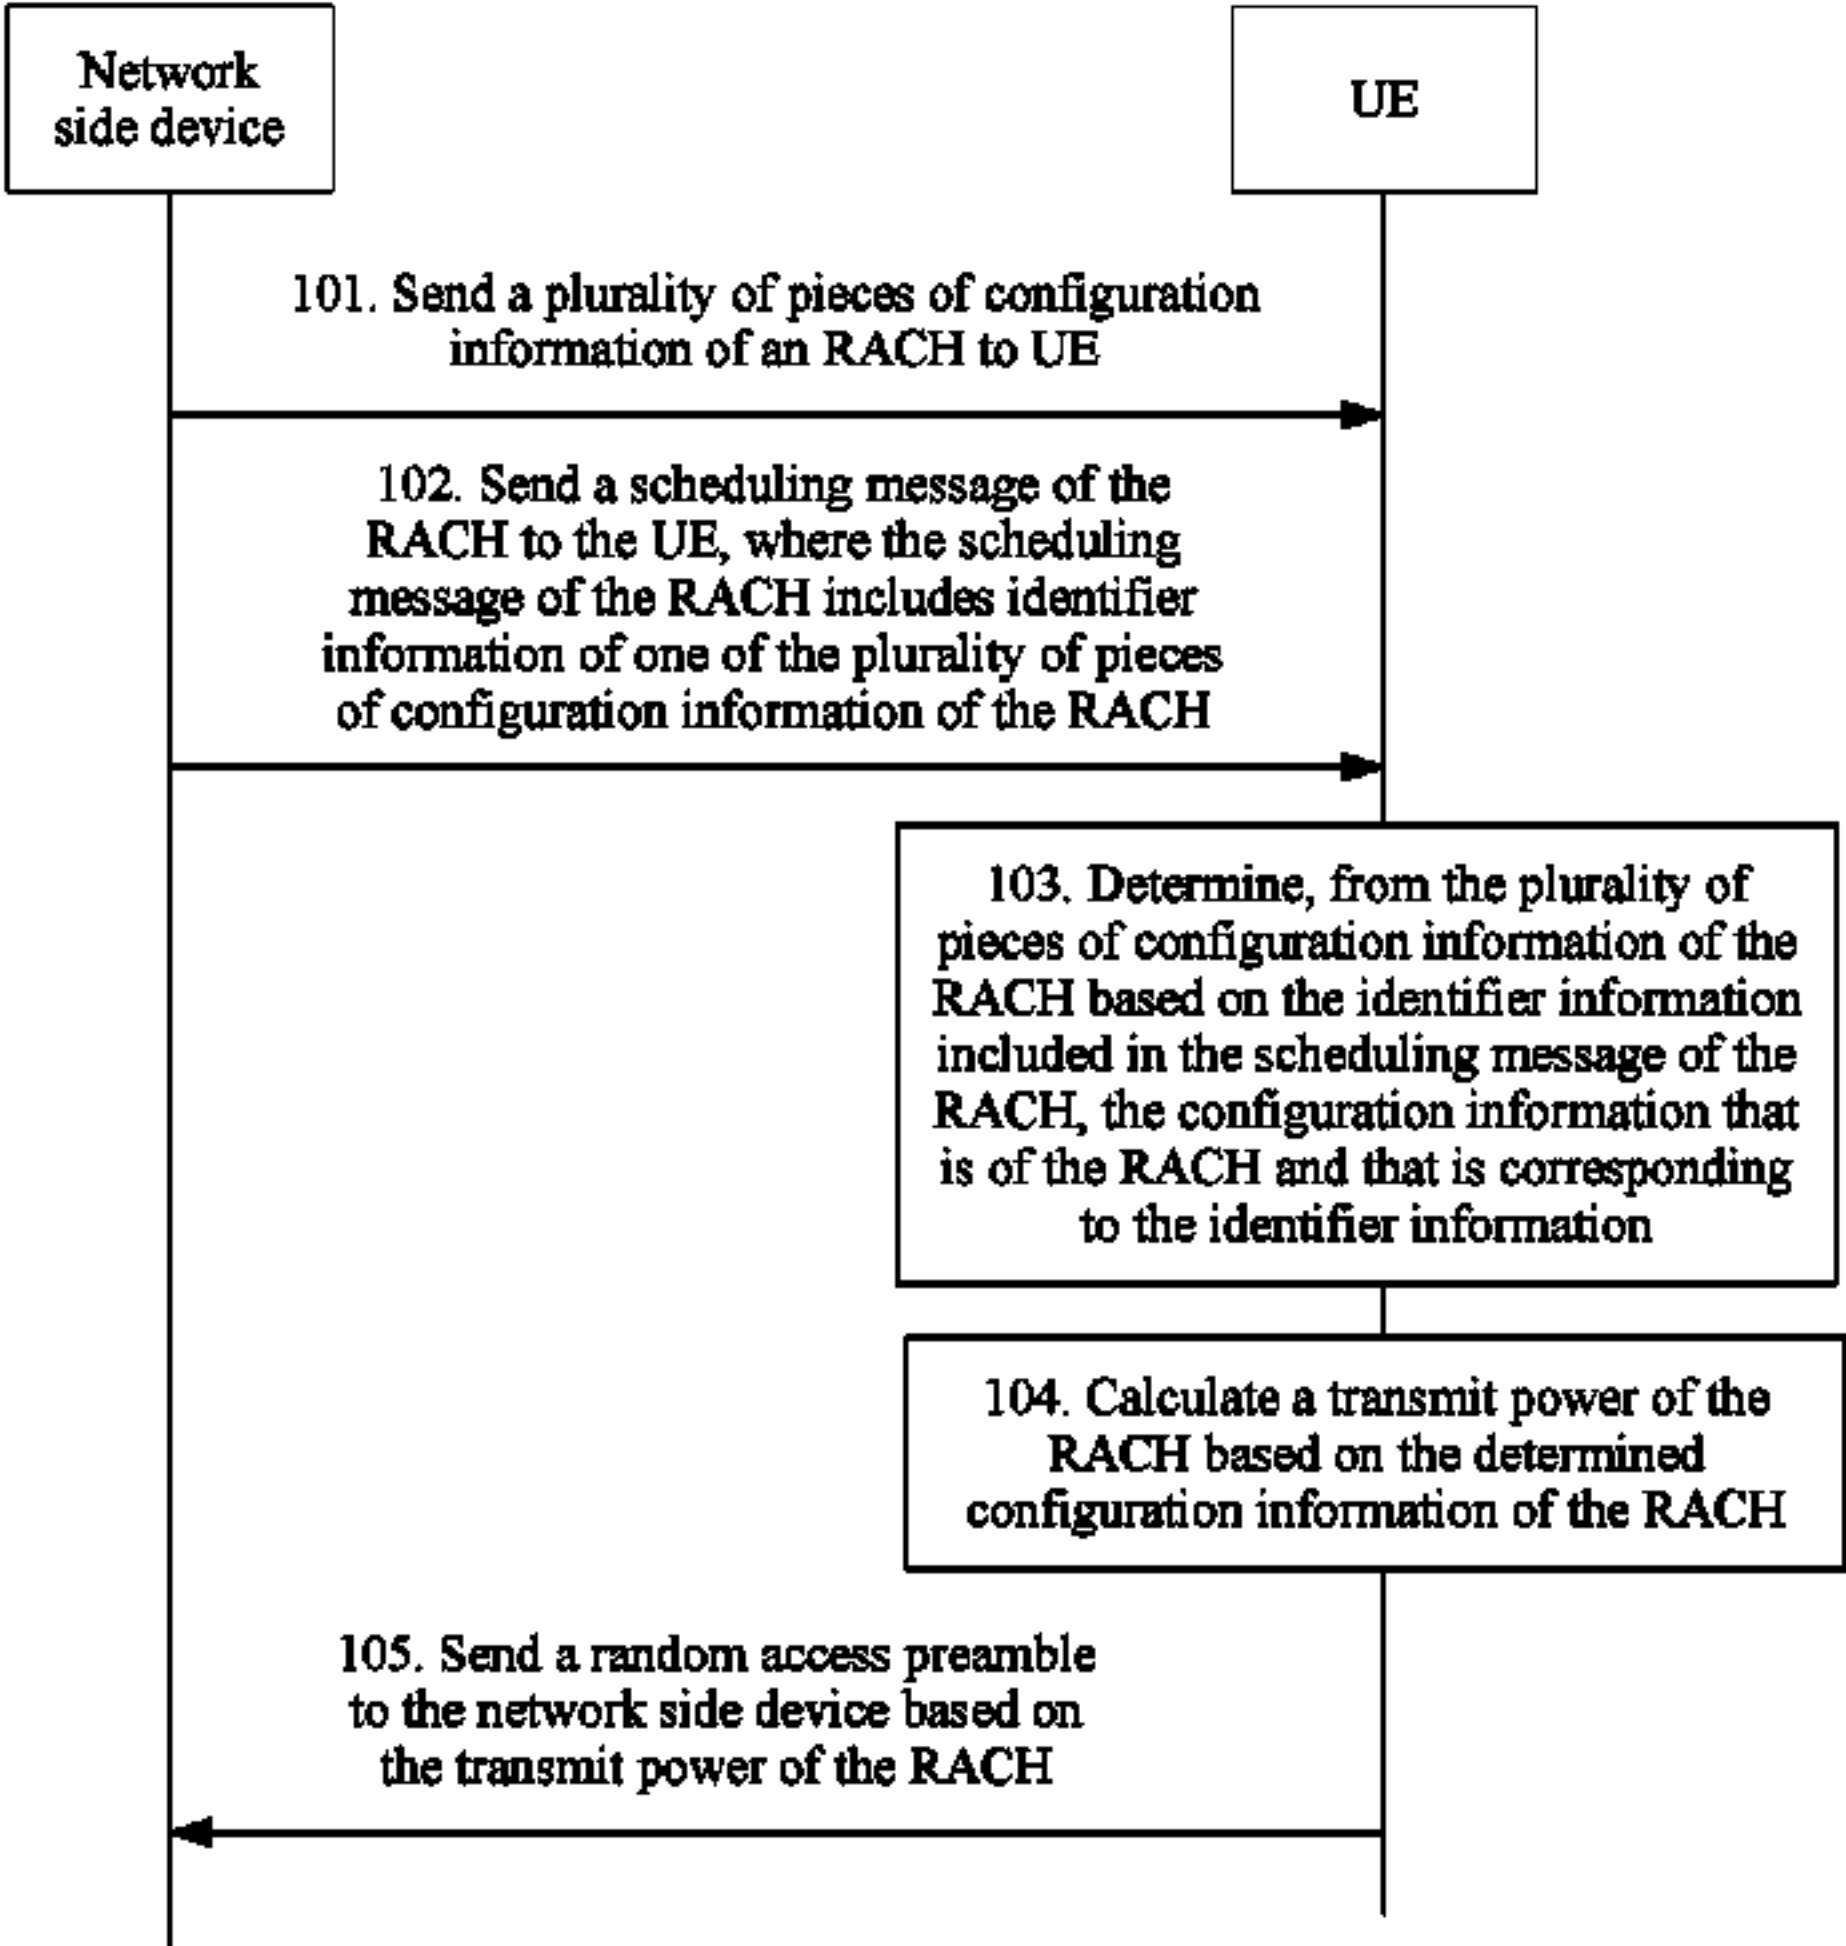 Network
side device
UE
101. Send a plurality of pieces of configuration
information of an RACH to UE
102. Send a scheduling message of the
RACH to the UE, where the scheduling
message of the RACH includes identifier
information of one of the plurality of pieces
of configuration information of the RACH
103. Determine, from the plurality of
pieces of configuration information of the
RACH based on the identifier information
included in the scheduling message of the
RACH, the configuration information that
is of the RACH and that is corresponding
to the identifier information
104. Calculate a transmit power of the
RACH based on the determined
configuration information of the RACH
105. Send a random access preamble
to the network side device based on
the transmit power of the RACH